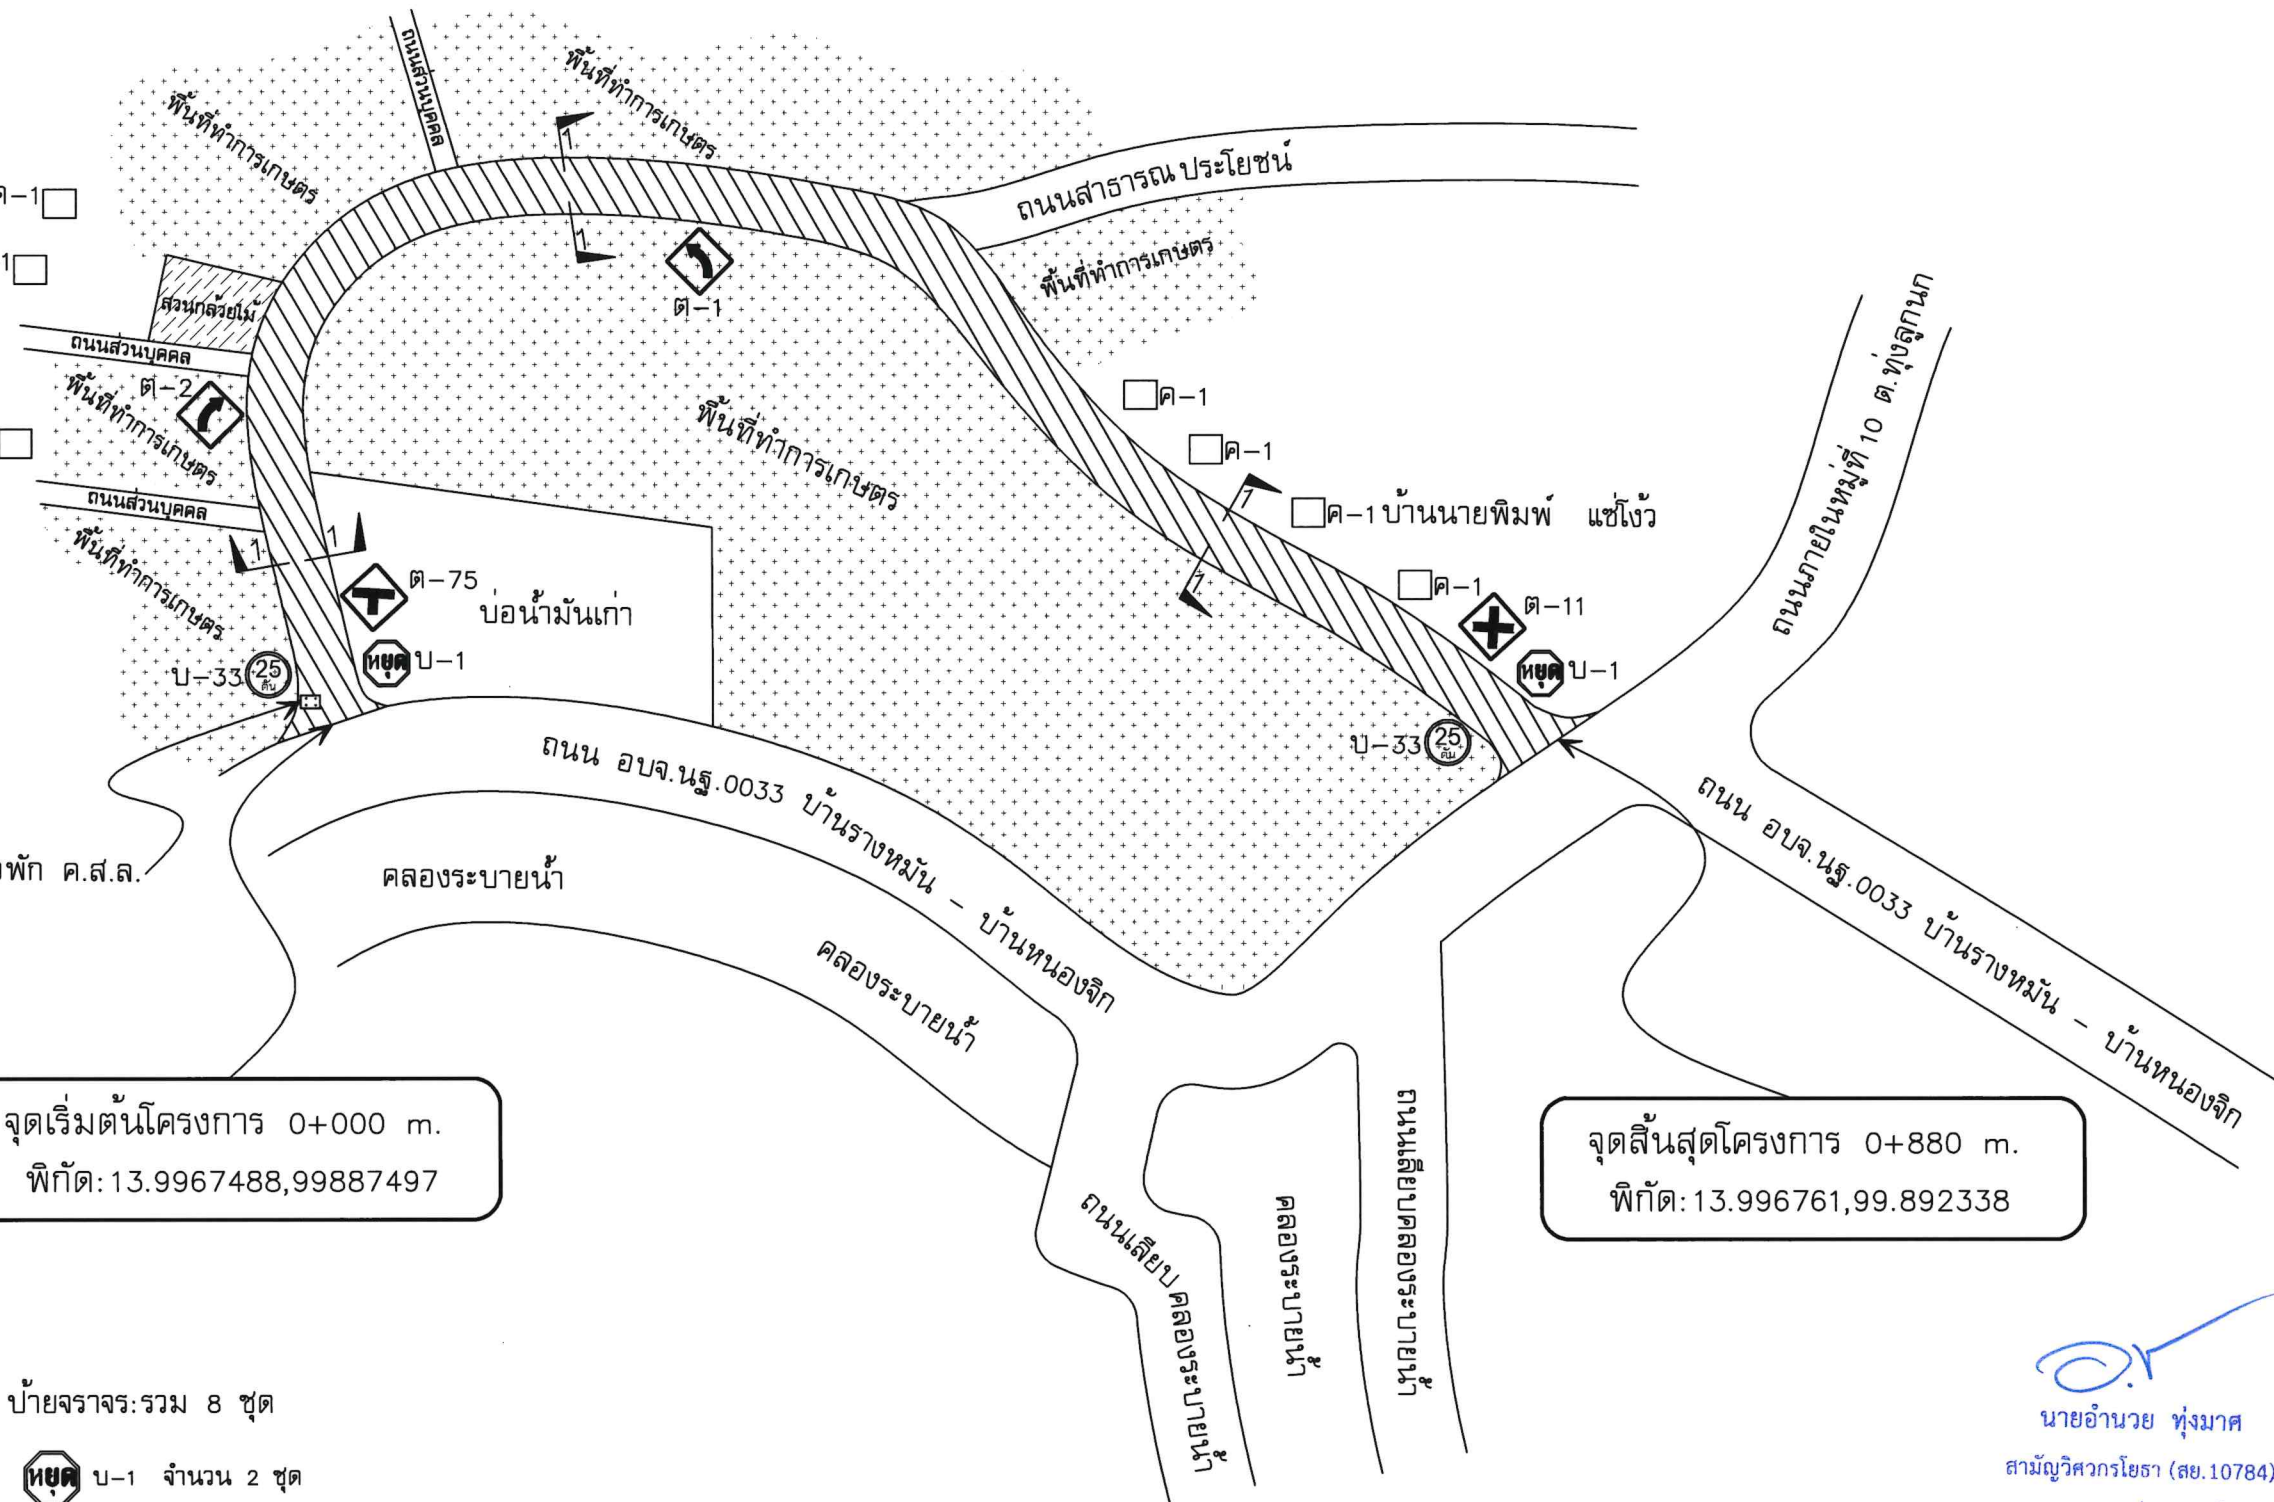 ถนนส่วนบุคคล
พื้นที่ทำการเกษตร
พื้นที่ทำการเกษตร
1
1
ถนนสาธารณประโยชน์
พื้นที่ทำการเกษตร
ค-1
1
สวนกล้วยไม้
ถนนส่วนบุคคล
ต-1
ต-2
พื้นที่ทำการเกษตร
พื้นที่ทำการเกษตร
ค-1
ค-1
1
ค-1 บ้านนายพิมพ์ แซ่โง้ว
ถนนภายในหมู่ที่ 10 ต.ทุ่งลูกนก
ถนนส่วนบุคคล
1
1
พื้นที่ทำการเกษตร
ต-75
บ่อน้ำมันเก่า
1
ค-1
ต-11
หยุด บ-1
หยุด บ-1
บ-33 25 ตัน
บ-33 25 ตัน
ถนน อบจ.นฐ.0033 บ้านรางหมัน - บ้านหนองจิก
ถนน อบจ.นฐ.0033 บ้านรางหมัน - บ้านหนองจิก
พัก ค.ส.ล.
คลองระบายน้ำ
คลองระบายน้ำ
จุดเริ่มต้นโครงการ 0+000 m.
พิกัด:13.9967488,99887497
จุดสิ้นสุดโครงการ 0+880 m.
พิกัด:13.996761,99.892338
ถนนเลียบคลองระบายน้ำ
คลองระบายน้ำ
ถนนเลียบคลองระบายน้ำ
ป้ายจราจร:รวม 8 ชุด
หยุด บ-1 จำนวน 2 ชุด
นายอำนวย ทุ่งมาศ
สามัญวิศวกรโยธา (สย.10784)